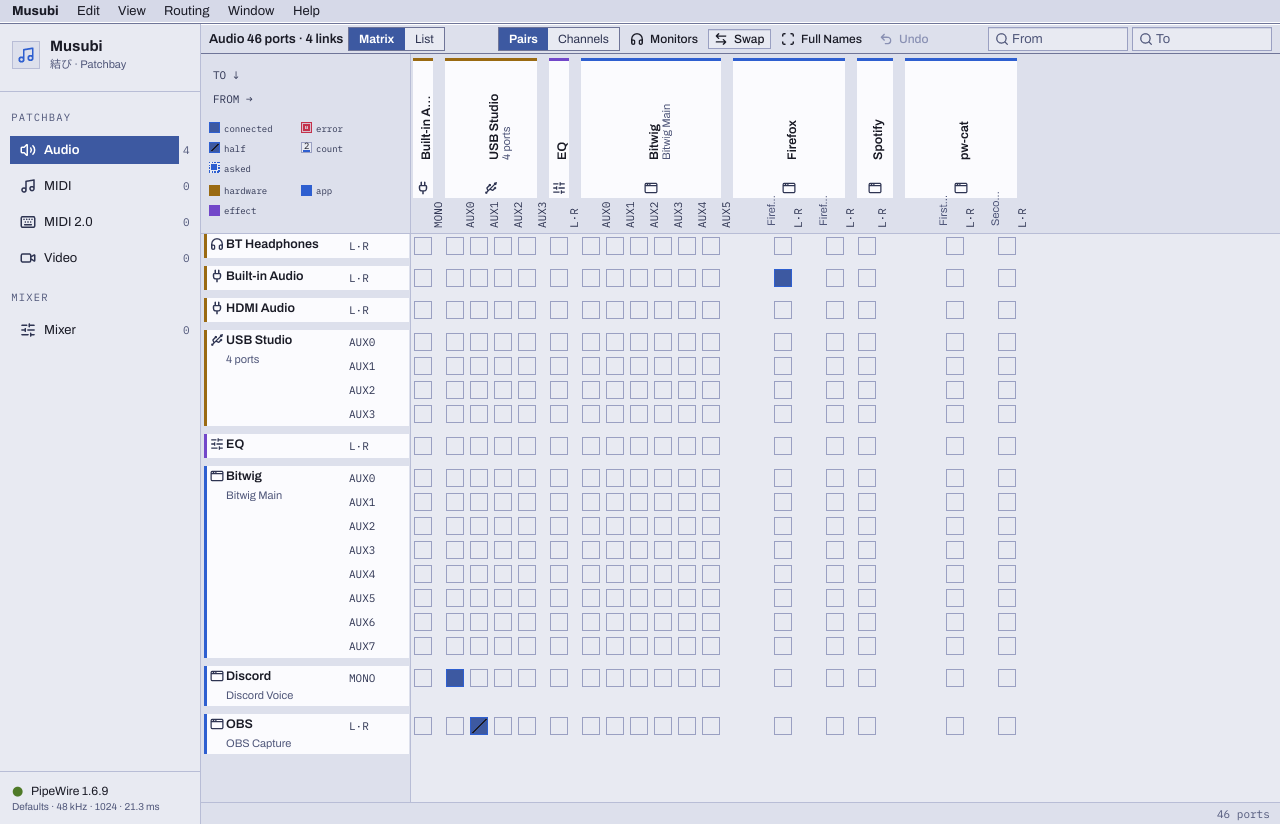 Musubi Edit View Routing Window Help
Musubi
結び · Patchbay
PATCHBAY
Audio 4
MIDI 0
MIDI 2.0 0
Video 0
MIXER
Mixer 0
PipeWire 1.6.9
Defaults · 48 kHz · 1024 · 21.3 ms
Audio 46 ports · 4 links Matrix List Pairs Channels Monitors Swap Full Names Undo From To
TO ↓
FROM →
connected error
half 2 count
asked
hardware app
effect
Built-in A…
USB Studio
4 ports
EQ
Bitwig
Bitwig Main
Firefox
Spotify
pw-cat
MONO AUX0 AUX1 AUX2 AUX3 L·R AUX0 AUX1 AUX2 AUX3 AUX4 AUX5 Firef… L·R Firef… L·R L·R First… L·R Seco… L·R
BT Headphones L·R
Built-in Audio L·R
HDMI Audio L·R
USB Studio AUX0
4 ports AUX1
AUX2
AUX3
EQ L·R
Bitwig AUX0
Bitwig Main AUX1
AUX2
AUX3
AUX4
AUX5
AUX6
AUX7
Discord MONO
Discord Voice
OBS L·R
OBS Capture
46 ports